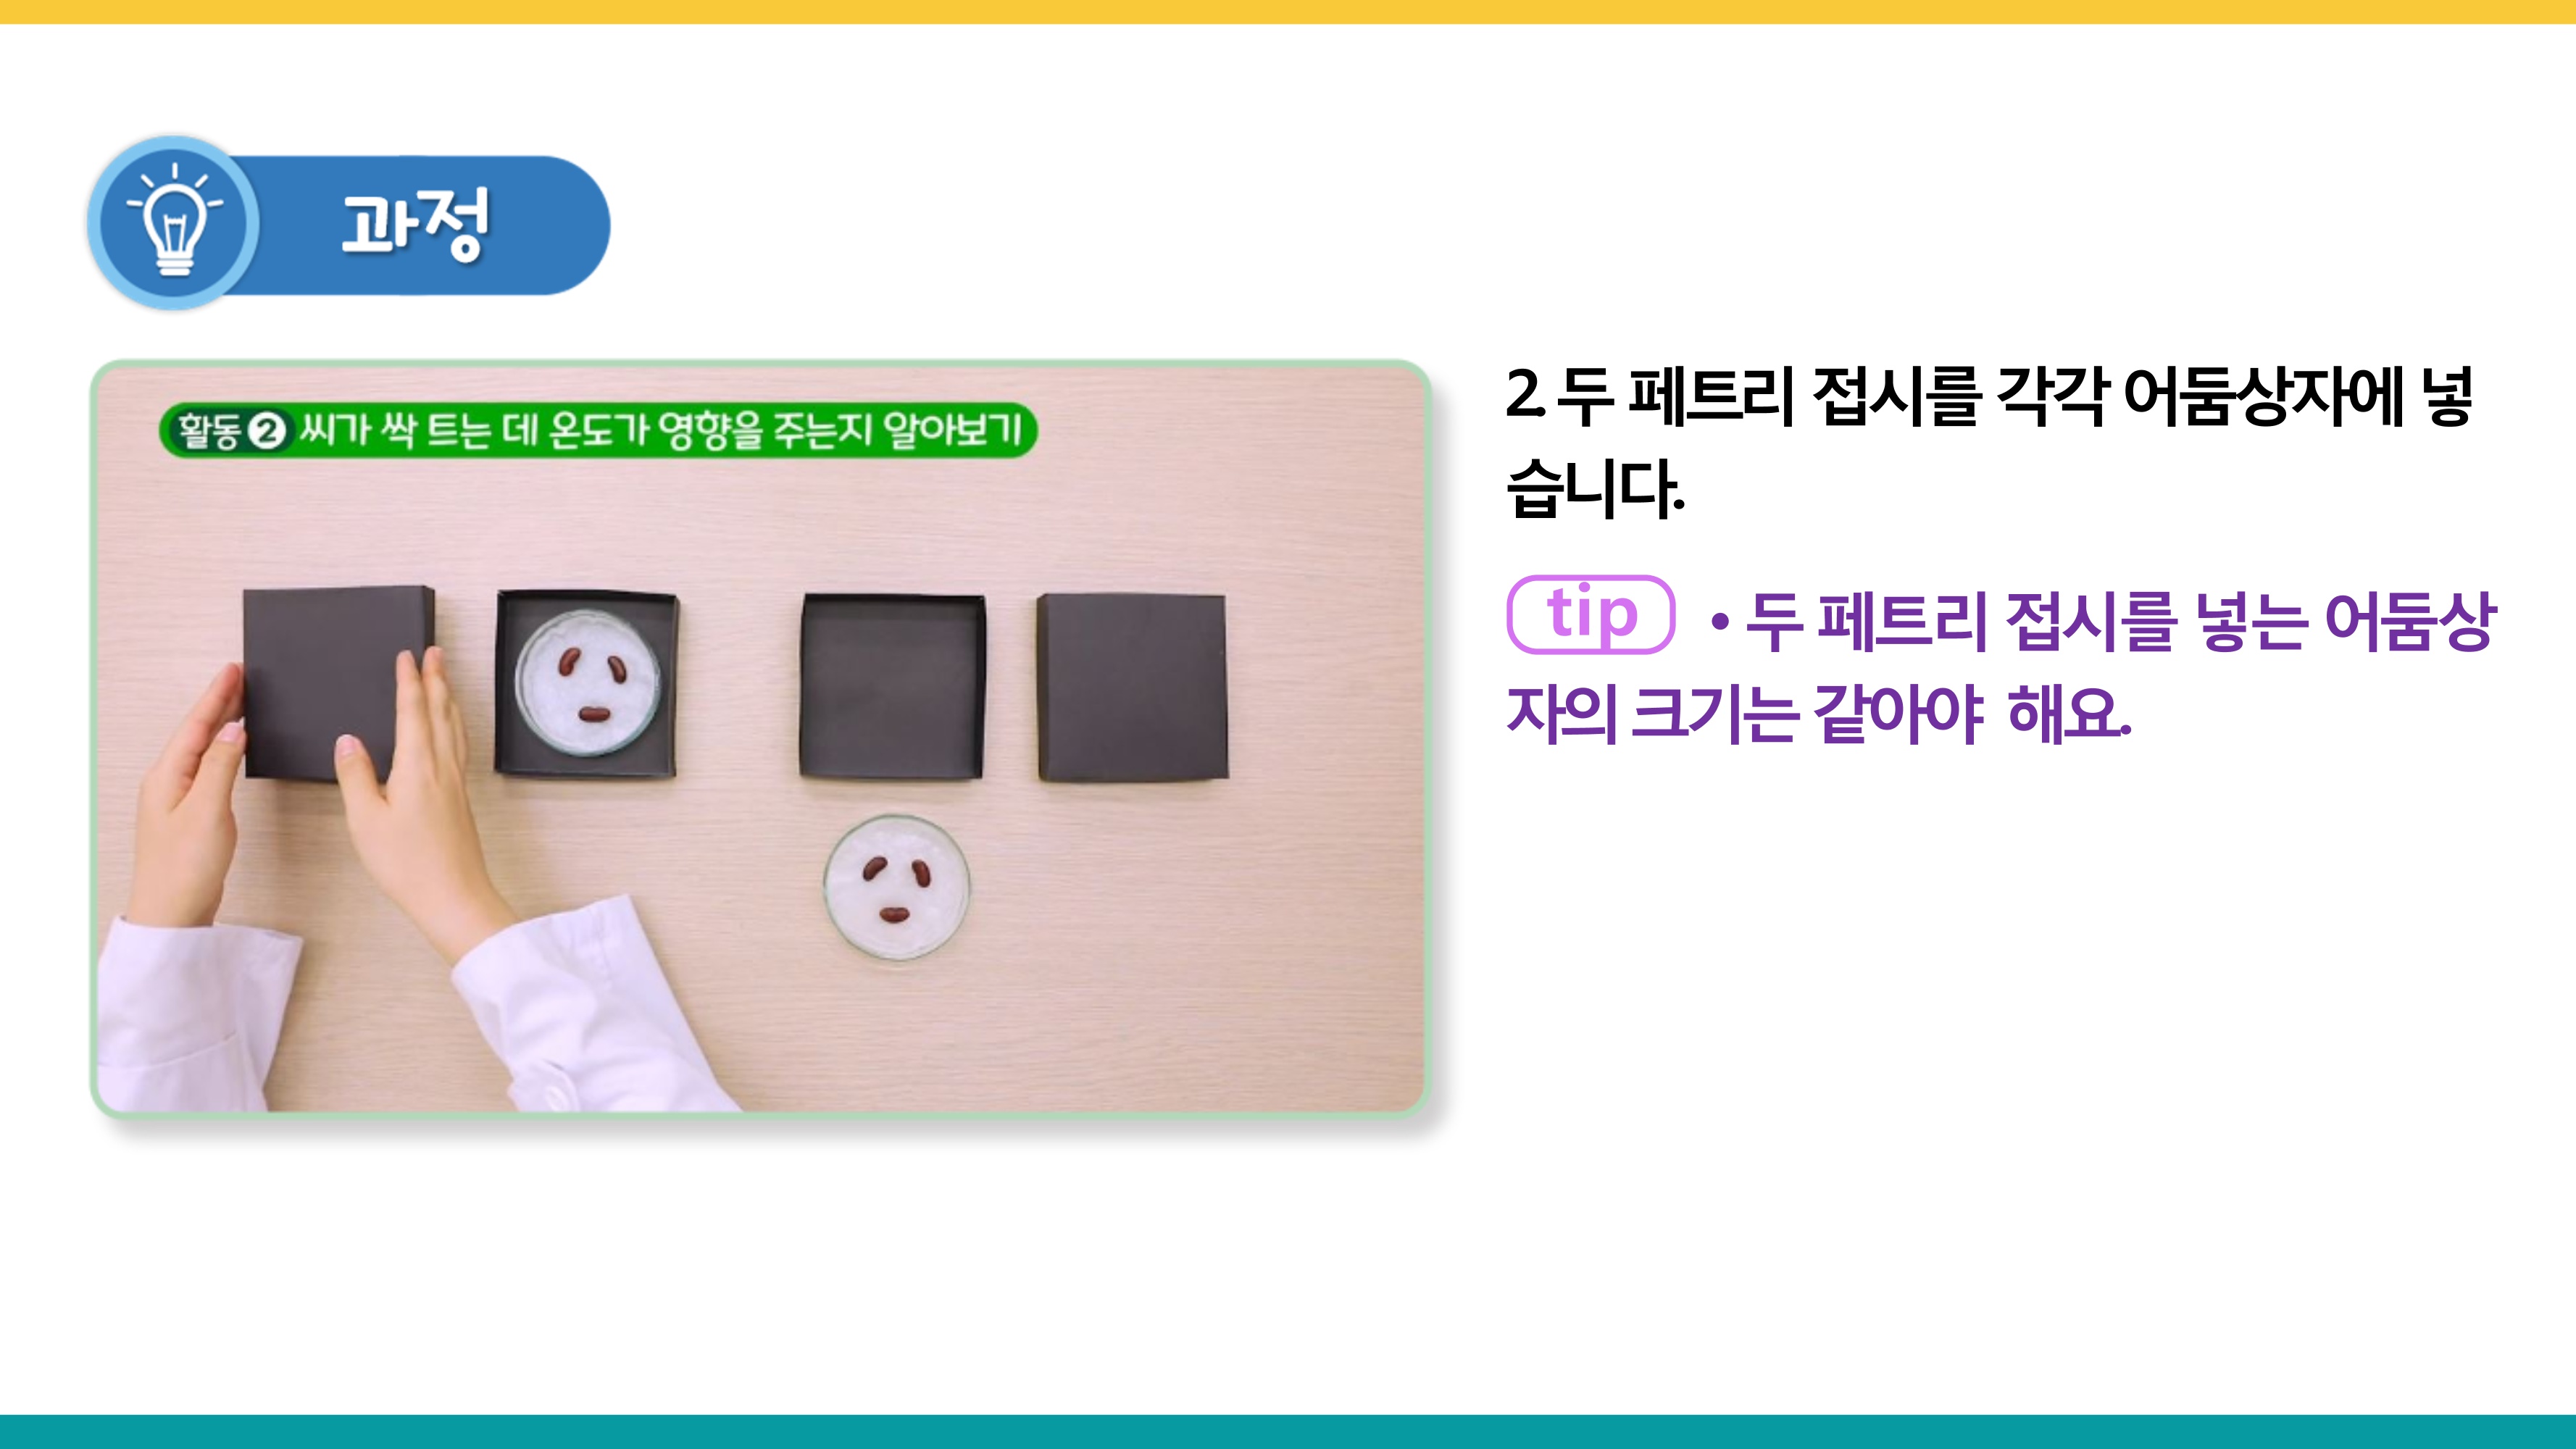 과정
활동 2 씨가 싹 트는 데 온도가 영향을 주는지 알아보기
2. 두 페트리 접시를 각각 어둠상자에 넣
습니다.
tip • 두 페트리 접시를 넣는 어둠상
자의 크기는 같아야 해요.